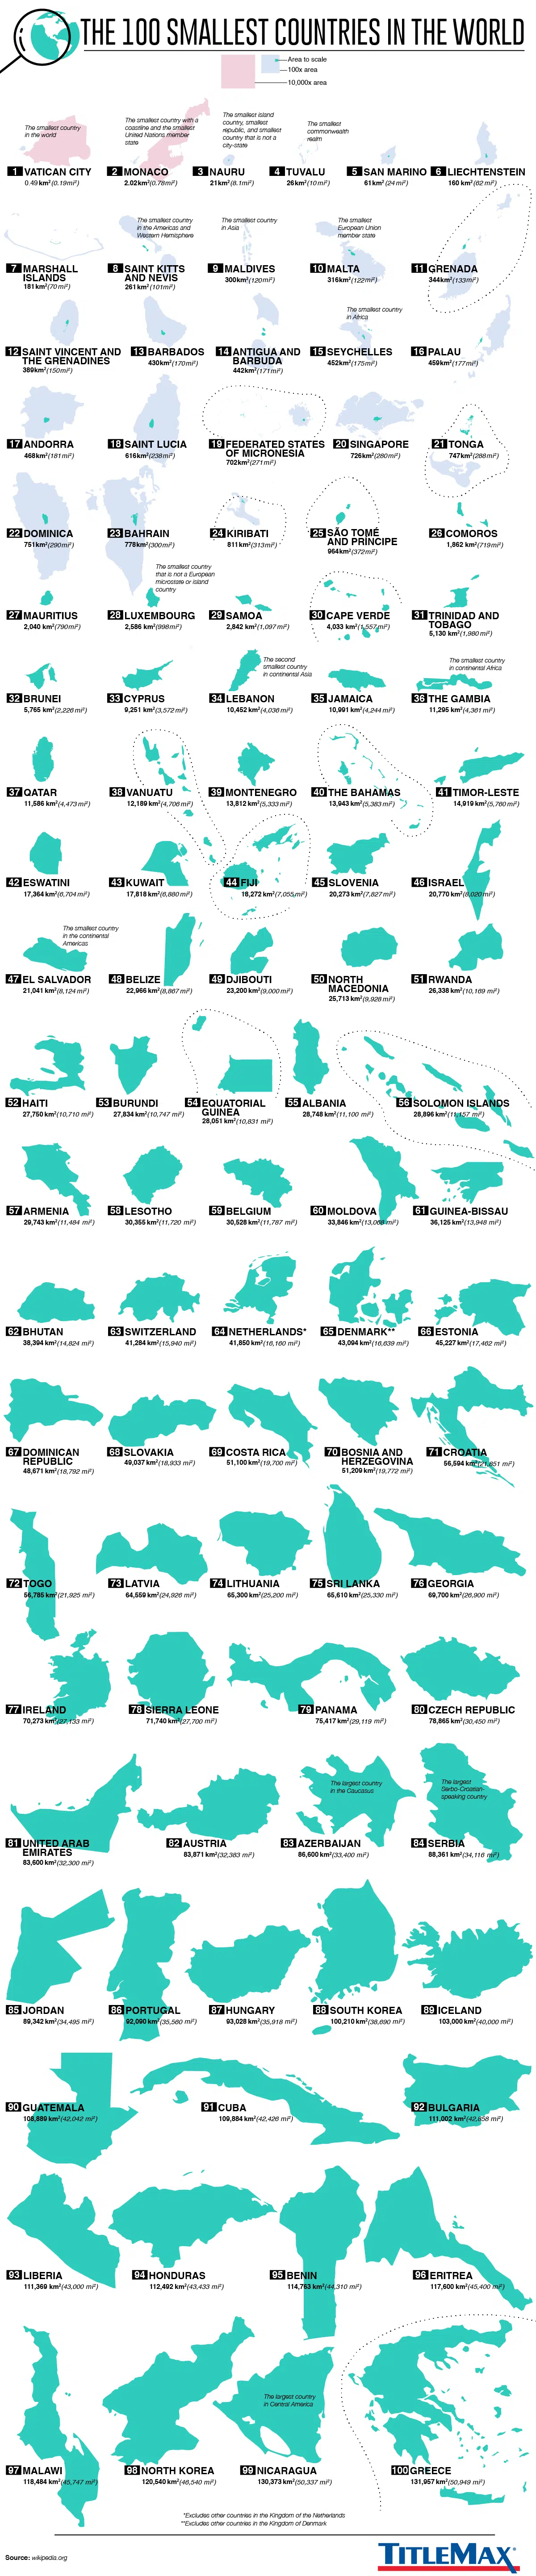 THE 100 SMALLEST COUNTRIES IN THE WORLD
Area to scale
100x area
10,000x area
The smallest country
in the world
1 VATICAN CITY
0.49 km²(0.19mi²)
The smallest country with a
coastline and the smallest
United Nations member
state
2 MONACO
2.02km²(0.78mi²)
The smallest island
country, smallest
republic, and smallest
country that is not a
city-state
3 NAURU
21km²(8.1mi²)
The smallest
commonwealth
realm
4 TUVALU
26km²(10mi²)
5 SAN MARINO
61km²(24mi²)
6 LIECHTENSTEIN
160 km²(62 mi²)
7 MARSHALL
ISLANDS
181km²(70mi²)
The smallest country
in the Americas and
Western Hemisphere
8 SAINT KITTS
AND NEVIS
261 km²(101mi²)
The smallest country
in Asia
9 MALDIVES
300km²(120mi²)
The smallest
European Union
member state
10 MALTA
316km²(122mi²)
11 GRENADA
344km²(133mi²)
12 SAINT VINCENT AND
THE GRENADINES
389km²(150mi²)
13 BARBADOS
430km²(170mi²)
14 ANTIGUA AND
BARBUDA
442km²(171mi²)
The smallest country
in Africa
15 SEYCHELLES
452km²(175mi²)
16 PALAU
459km²(177mi²)
17 ANDORRA
468km²(181mi²)
18 SAINT LUCIA
616km²(238mi²)
19 FEDERATED STATES
OF MICRONESIA
702km²(271mi²)
20 SINGAPORE
726km²(280mi²)
21 TONGA
747km²(288mi²)
22 DOMINICA
751km²(290mi²)
23 BAHRAIN
778km²(300mi²)
24 KIRIBATI
811km²(313mi²)
25 SÃO TOMÉ
AND PRÍNCIPE
964km²(372mi²)
26 COMOROS
1,862 km²(719mi²)
27 MAURITIUS
2,040 km²(790mi²)
The smallest country
that is not a European
microstate or island
country
28 LUXEMBOURG
2,586 km²(998mi²)
29 SAMOA
2,842 km²(1,097 mi²)
30 CAPE VERDE
4,033 km²(1,557mi²)
31 TRINIDAD AND
TOBAGO
5,130 km²(1,980mi²)
32 BRUNEI
5,765 km²(2,226mi²)
33 CYPRUS
9,251 km²(3,572mi²)
The second
smallest country
in continental Asia
34 LEBANON
10,452 km²(4,036mi²)
35 JAMAICA
10,991 km²(4,244mi²)
The smallest country
in continental Africa
36 THE GAMBIA
11,295 km²(4,361mi²)
37 QATAR
11,586 km²(4,473mi²)
38 VANUATU
12,189 km²(4,706mi²)
39 MONTENEGRO
13,812 km²(5,333mi²)
40 THE BAHAMAS
13,943 km²(5,383mi²)
41 TIMOR-LESTE
14,919 km²(5,760mi²)
42 ESWATINI
17,364 km²(6,704mi²)
43 KUWAIT
17,818 km²(6,880mi²)
44 FIJI
18,272 km²(7,055mi²)
45 SLOVENIA
20,273 km²(7,827mi²)
46 ISRAEL
20,770 km²(8,020mi²)
The smallest country
in the continental
Americas
47 EL SALVADOR
21,041 km²(8,124mi²)
48 BELIZE
22,966 km²(8,867mi²)
49 DJIBOUTI
23,200 km²(9,000mi²)
50 NORTH
MACEDONIA
25,713 km²(9,928mi²)
51 RWANDA
26,338 km²(10,169 mi²)
52 HAITI
27,750 km²(10,710 mi²)
53 BURUNDI
27,834 km²(10,747 mi²)
54 EQUATORIAL
GUINEA
28,051 km²(10,831 mi²)
55 ALBANIA
28,748 km²(11,100 mi²)
56 SOLOMON ISLANDS
28,896 km²(11,157 mi²)
57 ARMENIA
29,743 km²(11,484 mi²)
58 LESOTHO
30,355 km²(11,720 mi²)
59 BELGIUM
30,528 km²(11,787 mi²)
60 MOLDOVA
33,846 km²(13,068 mi²)
61 GUINEA-BISSAU
36,125 km²(13,948 mi²)
62 BHUTAN
38,394 km²(14,824 mi²)
63 SWITZERLAND
41,284 km²(15,940 mi²)
64 NETHERLANDS*
41,850 km²(16,160 mi²)
65 DENMARK**
43,094 km²(16,639 mi²)
66 ESTONIA
45,227 km²(17,462 mi²)
67 DOMINICAN
REPUBLIC
48,671 km²(18,792 mi²)
68 SLOVAKIA
49,037 km²(18,933 mi²)
69 COSTA RICA
51,100 km²(19,700 mi²)
70 BOSNIA AND
HERZEGOVINA
51,209 km²(19,772 mi²)
71 CROATIA
56,594 km²(21,851 mi²)
72 TOGO
56,785 km²(21,925 mi²)
73 LATVIA
64,559 km²(24,926 mi²)
74 LITHUANIA
65,300 km²(25,200 mi²)
75 SRI LANKA
65,610 km²(25,330 mi²)
76 GEORGIA
69,700 km²(26,900 mi²)
77 IRELAND
70,273 km²(27,133 mi²)
78 SIERRA LEONE
71,740 km²(27,700 mi²)
79 PANAMA
75,417 km²(29,119 mi²)
80 CZECH REPUBLIC
78,865 km²(30,450 mi²)
81 UNITED ARAB
EMIRATES
83,600 km²(32,300 mi²)
82 AUSTRIA
83,871 km²(32,383 mi²)
The largest country
in the Caucasus
83 AZERBAIJAN
86,600 km²(33,400 mi²)
The largest
Serbo-Croatian-
speaking country
84 SERBIA
88,361 km²(34,116 mi²)
85 JORDAN
89,342 km²(34,495 mi²)
86 PORTUGAL
92,090 km²(35,560 mi²)
87 HUNGARY
93,028 km²(35,918 mi²)
88 SOUTH KOREA
100,210 km²(38,690 mi²)
89 ICELAND
103,000 km²(40,000 mi²)
90 GUATEMALA
108,889 km²(42,042 mi²)
91 CUBA
109,884 km²(42,426 mi²)
92 BULGARIA
111,002 km²(42,858 mi²)
93 LIBERIA
111,369 km²(43,000 mi²)
94 HONDURAS
112,492 km²(43,433 mi²)
95 BENIN
114,763 km²(44,310 mi²)
96 ERITREA
117,600 km²(45,400 mi²)
97 MALAWI
118,484 km²(45,747 mi²)
98 NORTH KOREA
120,540 km²(46,540 mi²)
The largest country
in Central America
99 NICARAGUA
130,373 km²(50,337 mi²)
100 GREECE
131,957 km²(50,949 mi²)
*Excludes other countries in the Kingdom of the Netherlands
**Excludes other countries in the Kingdom of Denmark
Source: wikipedia.org
TITLEMAX®